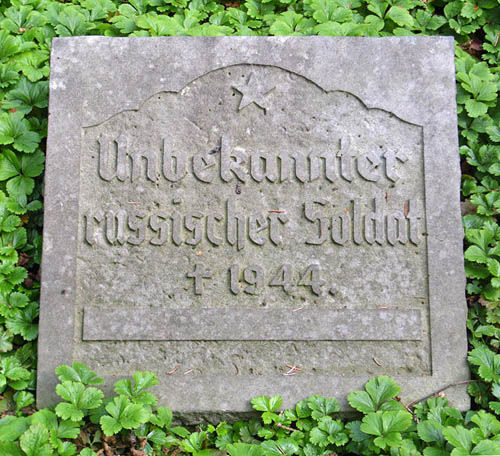 Unbekannter
russischer Soldat
✝ 1944.